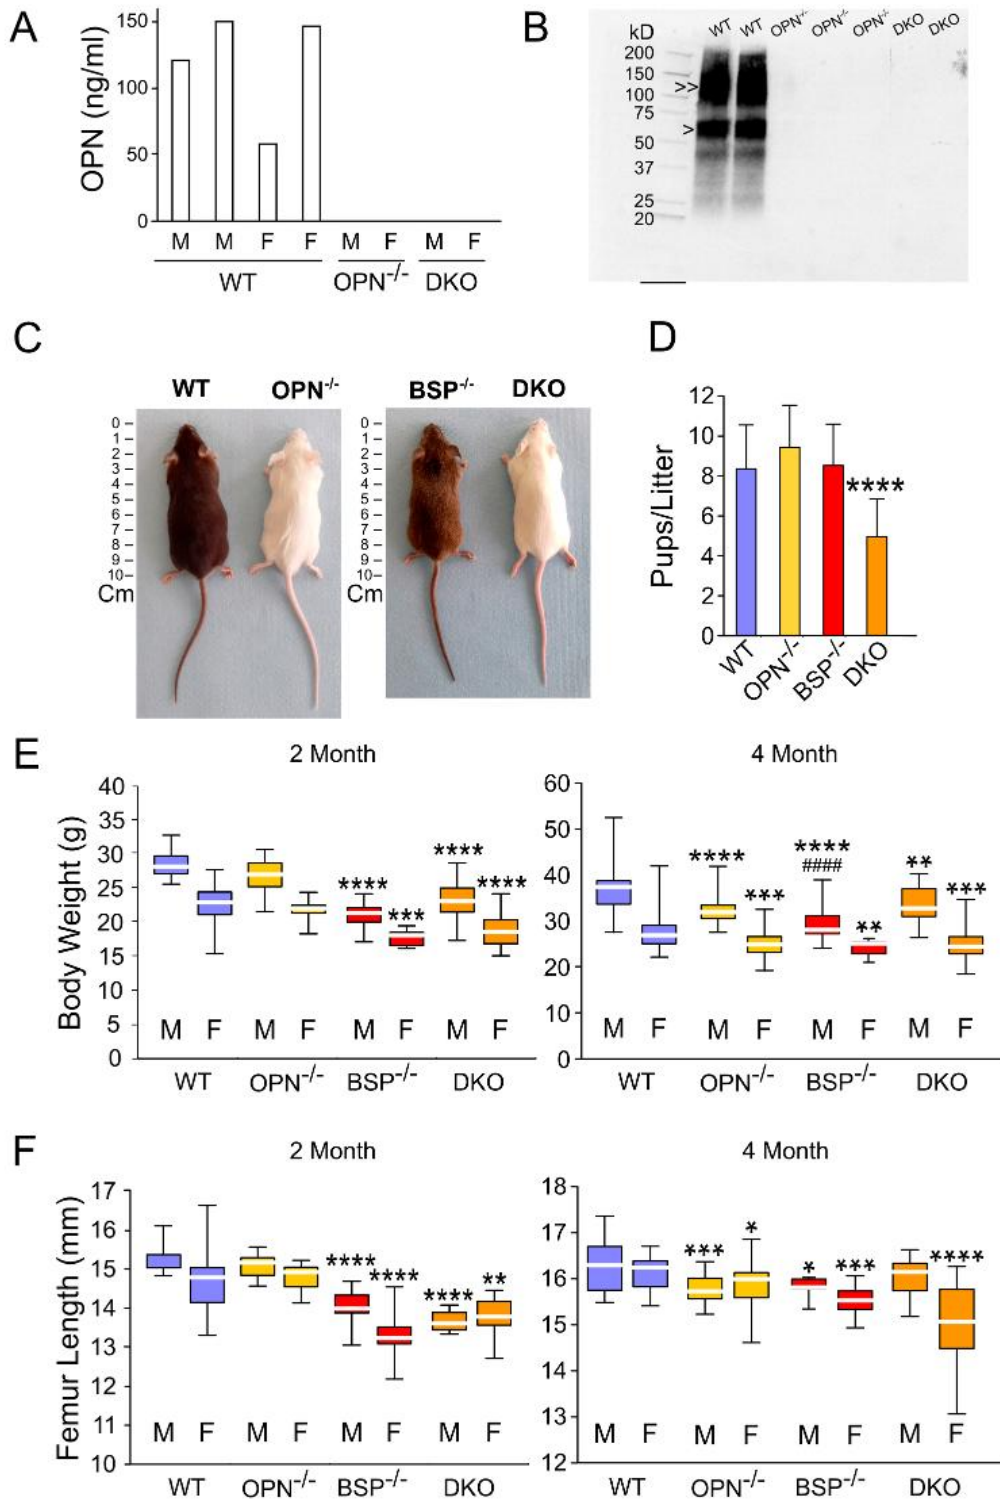 A
OPN (ng/ml)
150
100
50
0
M M F F M F M F
WT OPN-/- DKO
B
kD
WT WT OPN-/- OPN-/- OPN-/- DKO DKO
200
150
>>
100
75
>
50
37
25
20
C
WT OPN-/- BSP-/- DKO
0 0
1 1
2 2
3 3
4 4
5 5
6 6
7 7
8 8
9 9
10 10
Cm Cm
D
Pups/Litter
12
10
8
6
4
2
0
****
WT OPN-/- BSP-/- DKO
E
2 Month 4 Month
Body Weight (g)
40
35
30
25
20
15
10
5
0
**** *** **** ****
M F M F M F M F
WT OPN-/- BSP-/- DKO
60
50
40
30
20
10
0
**** *** **** #### ** ** ***
M F M F M F M F
WT OPN-/- BSP-/- DKO
F
2 Month 4 Month
Femur Length (mm)
17
16
15
14
13
12
11
10
**** **** **** **
M F M F M F M F
WT OPN-/- BSP-/- DKO
18
17
16
15
14
13
12
*** * * *** ****
M F M F M F M F
WT OPN-/- BSP-/- DKO